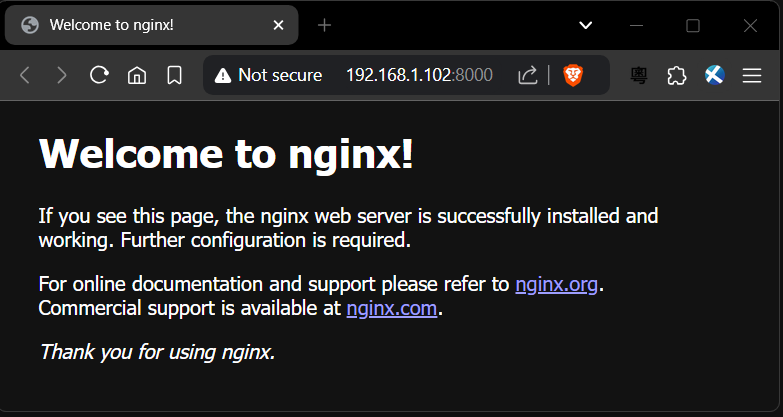 Welcome to nginx!
Not secure 192.168.1.102:8000
粵
Welcome to nginx!
If you see this page, the nginx web server is successfully installed and
working. Further configuration is required.
For online documentation and support please refer to nginx.org.
Commercial support is available at nginx.com.
Thank you for using nginx.